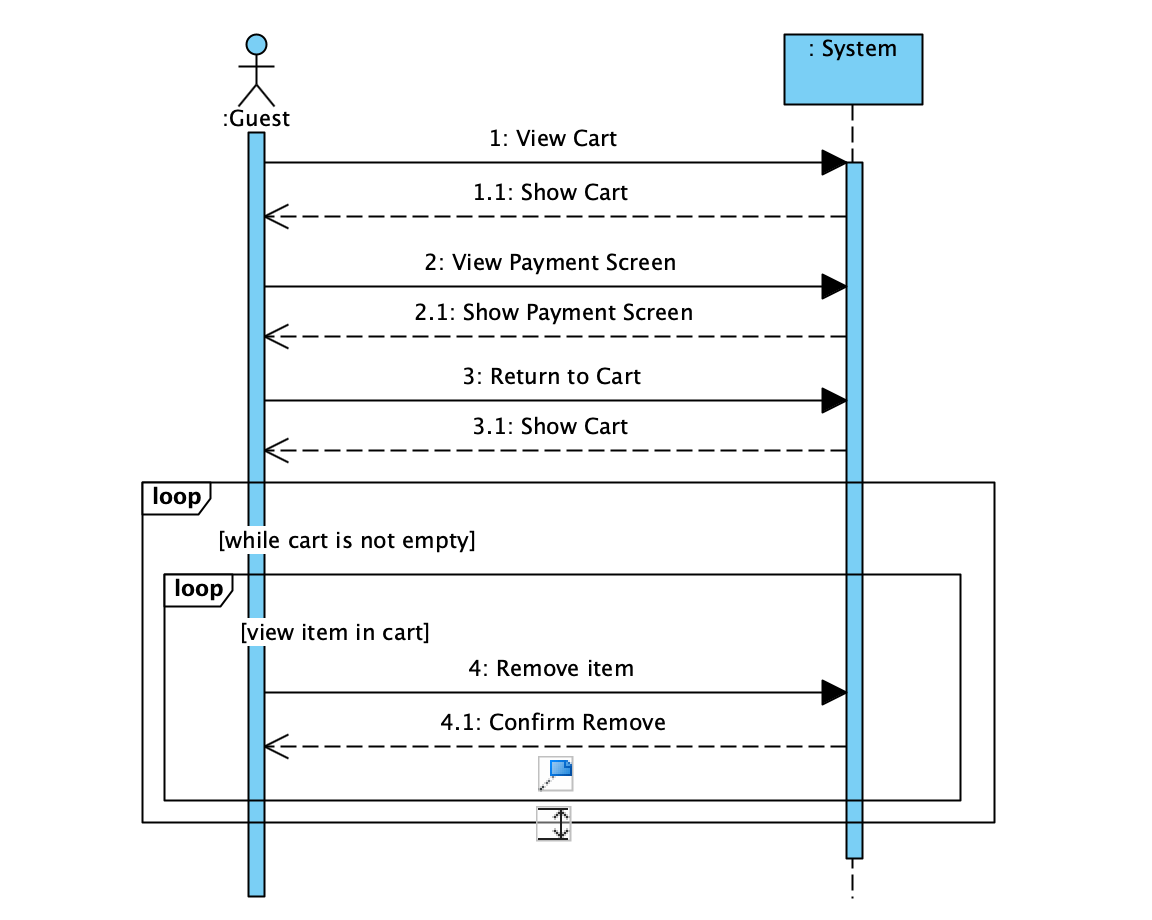 : System
:Guest
1: View Cart
1.1: Show Cart
2: View Payment Screen
2.1: Show Payment Screen
3: Return to Cart
3.1: Show Cart
loop
[while cart is not empty]
loop
[view item in cart]
4: Remove item
4.1: Confirm Remove